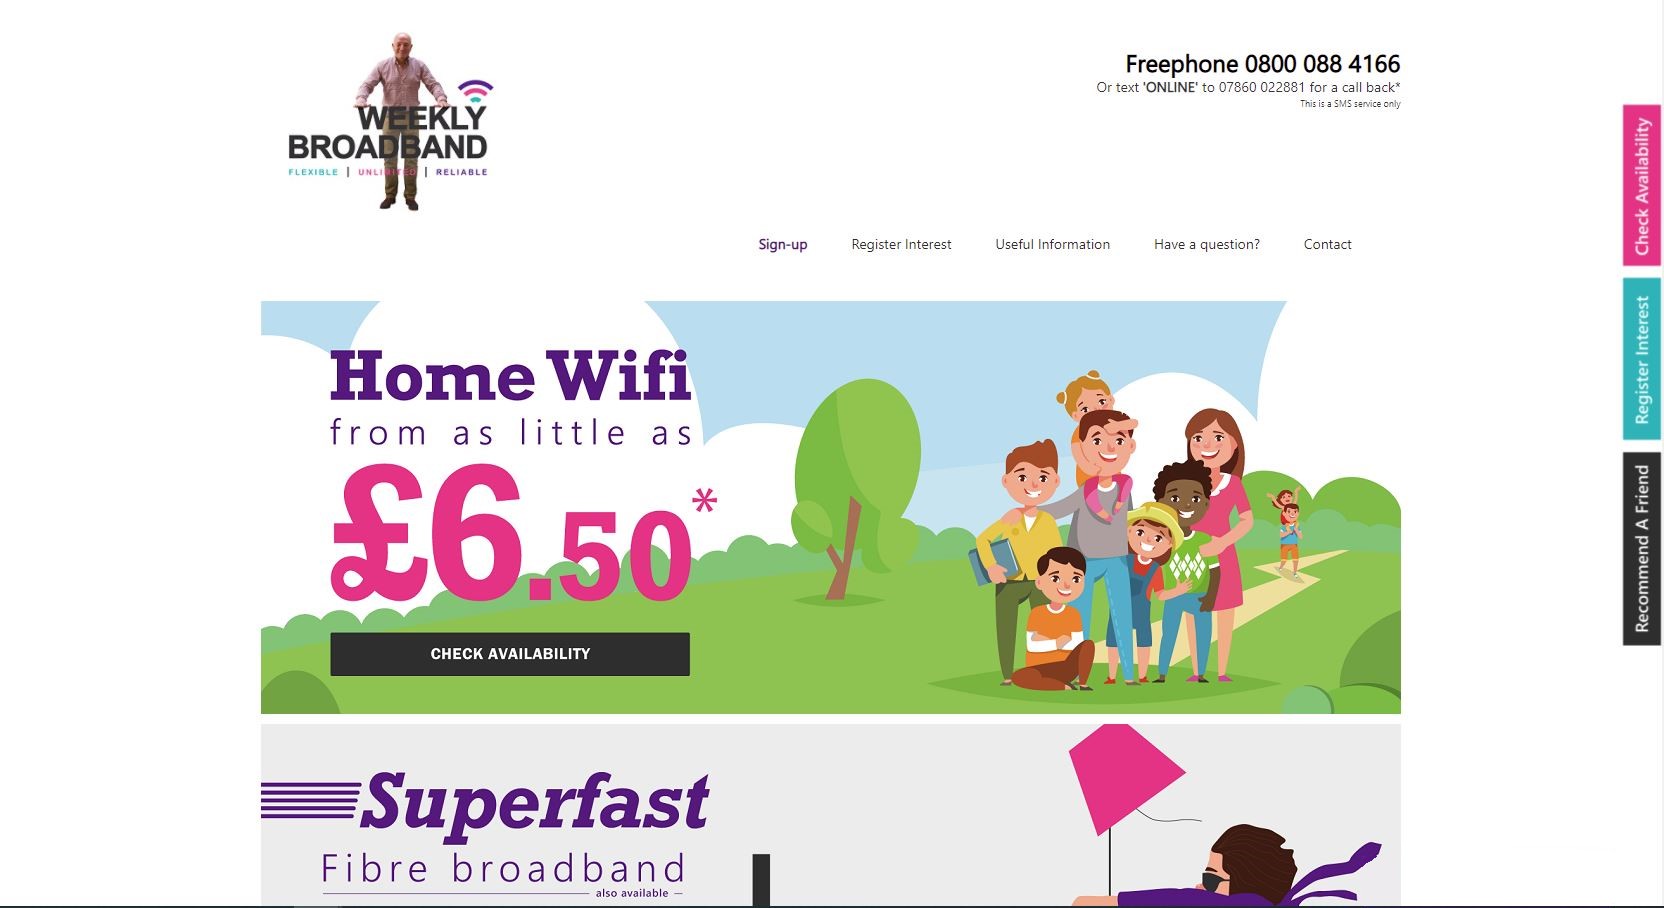 WEEKLY
BROADBAND
FLEXIBLE | UNLIMITED | RELIABLE
Freephone 0800 088 4166
Or text 'ONLINE' to 07860 022881 for a call back*
This is a SMS service only
Sign-up
Register Interest
Useful Information
Have a question?
Contact
Home Wifi
from as little as
£6.50*
CHECK AVAILABILITY
Superfast
Fibre broadband
also available
Check Availability
Register Interest
Recommend A Friend